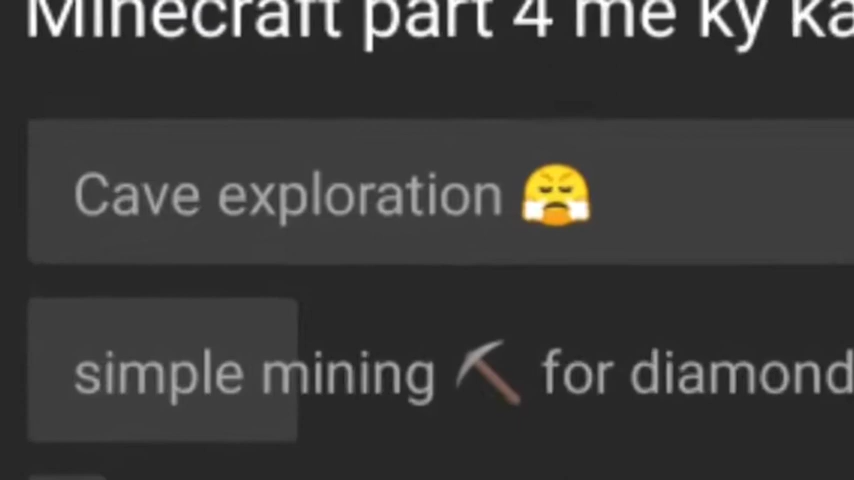 Minecraft part 4 me ky ka
Cave exploration 😤
simple mining ⛏️ for diamond